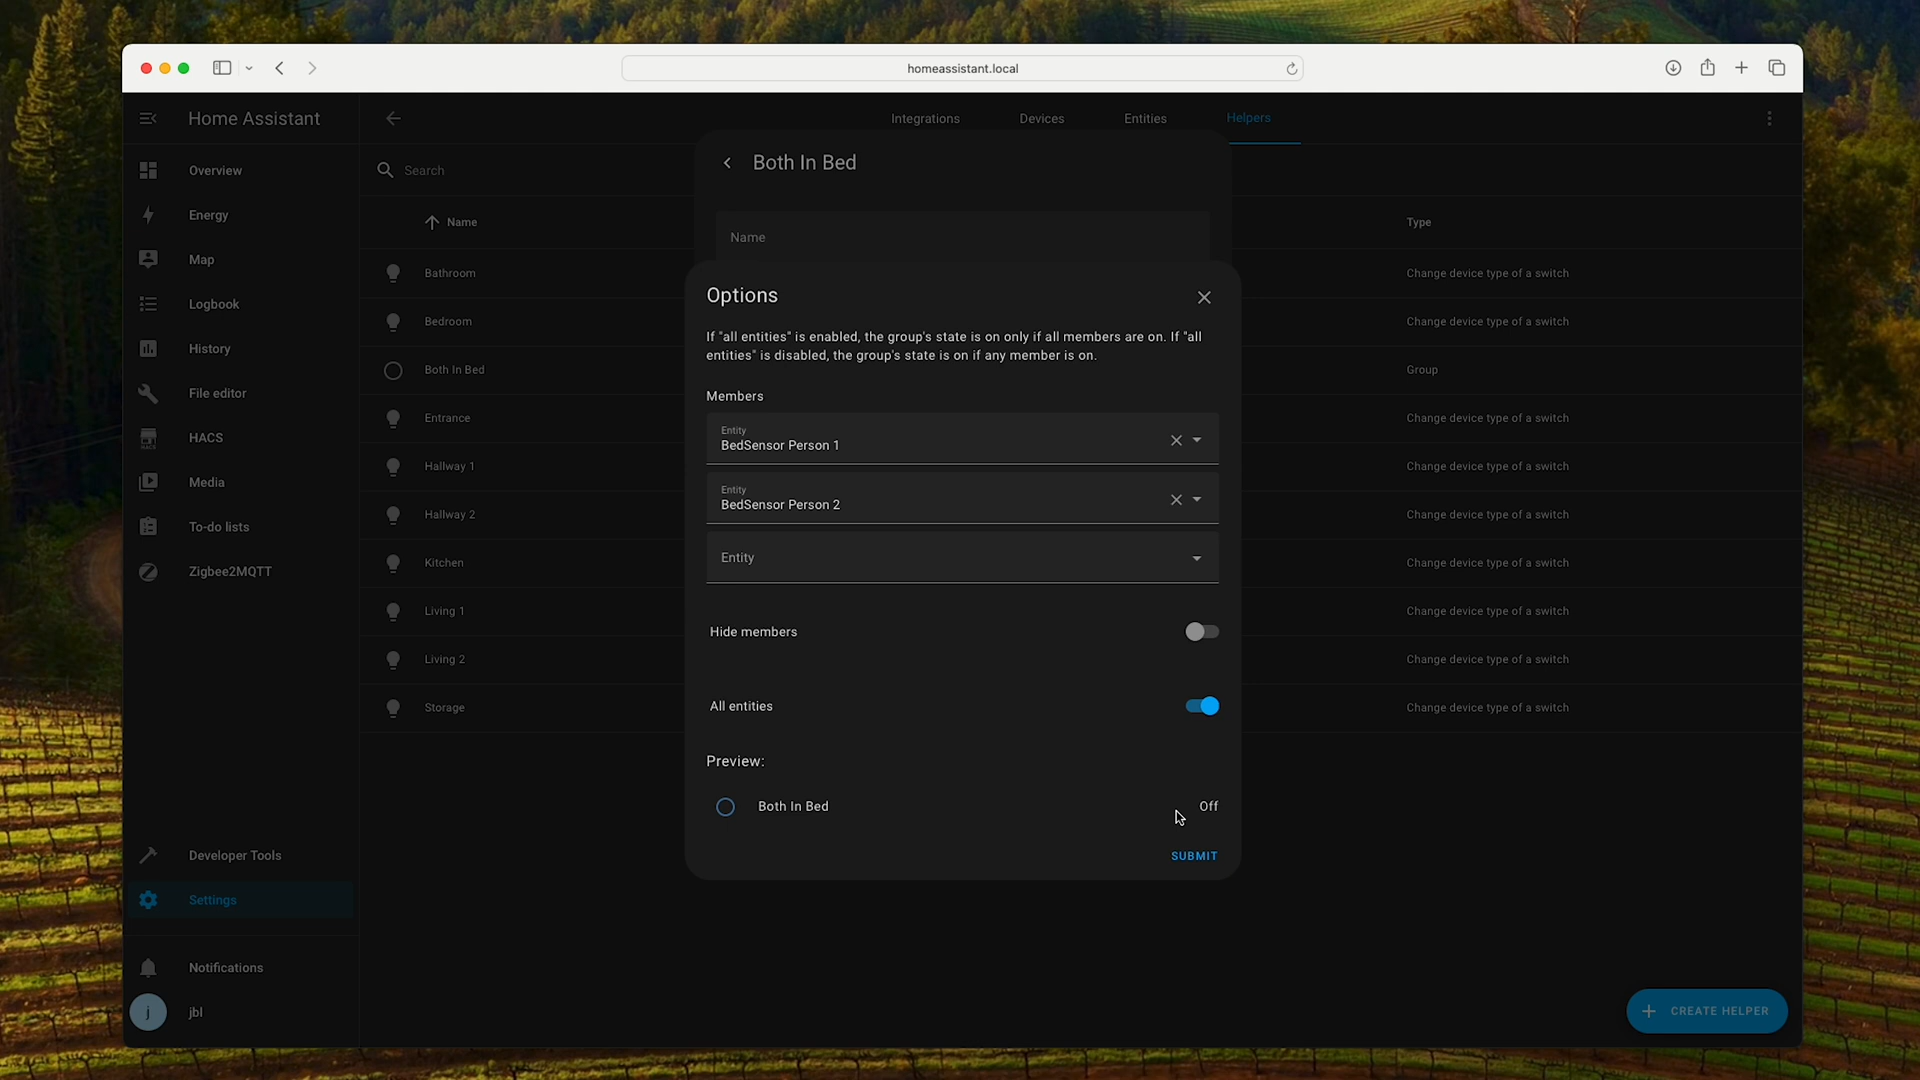 homeassistant.local
Home Assistant
Integrations
Devices
Entities
Helpers
Overview
Energy
Map
Logbook
History
File editor
HACS
Media
To-do lists
Zigbee2MQTT
Developer Tools
Settings
Notifications
j
jbl
Search
Name
Type
Bathroom
Change device type of a switch
Bedroom
Change device type of a switch
Both In Bed
Group
Entrance
Change device type of a switch
Hallway 1
Change device type of a switch
Hallway 2
Change device type of a switch
Kitchen
Change device type of a switch
Living 1
Change device type of a switch
Living 2
Change device type of a switch
Storage
Change device type of a switch
Both In Bed
Name
Options
If "all entities" is enabled, the group's state is on only if all members are on. If "all
entities" is disabled, the group's state is on if any member is on.
Members
Entity
BedSensor Person 1
Entity
BedSensor Person 2
Entity
Hide members
All entities
Preview:
Both In Bed
Off
SUBMIT
CREATE HELPER